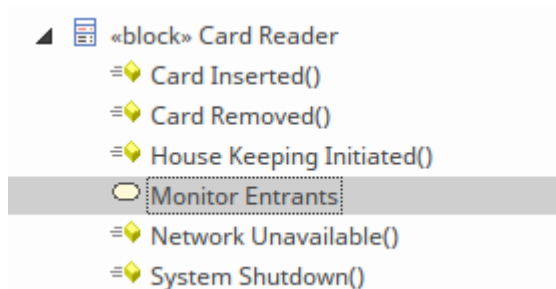 «block» Card Reader
Card Inserted()
Card Removed()
House Keeping Initiated()
Monitor Entrants
Network Unavailable()
System Shutdown()